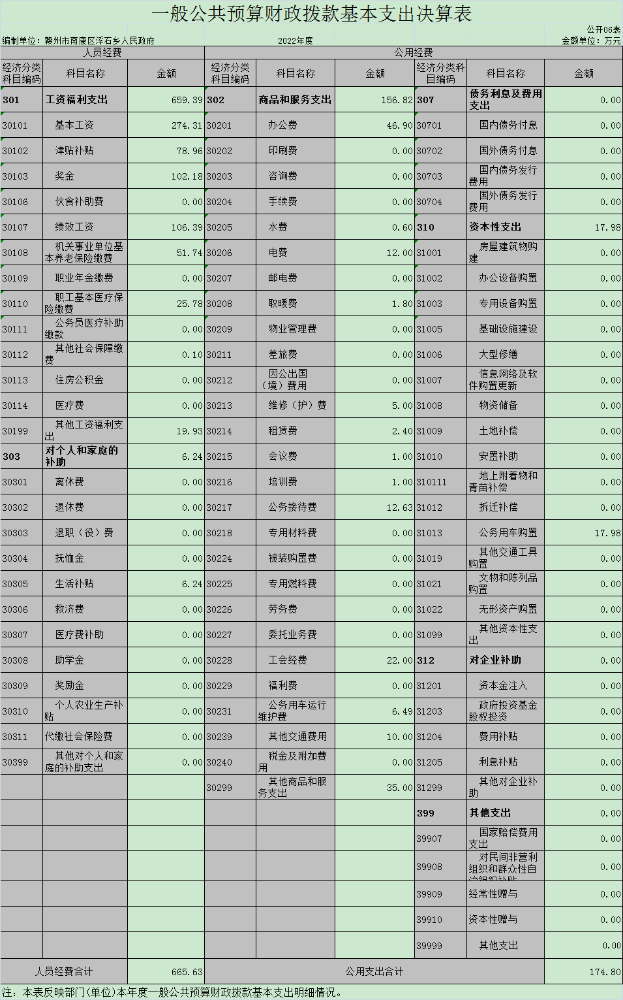 一般公共预算财政拨款基本支出决算表
公开06表
编制单位：赣州市南康区浮石乡人民政府 2022年度 金额单位：万元
人员经费 公用经费
经济分类科目编码 科目名称 金额 经济分类科目编码 科目名称 金额 经济分类科目编码 科目名称 金额
301 工资福利支出 659.39 302 商品和服务支出 156.82 307 债务利息及费用支出 0.00
30101 基本工资 274.31 30201 办公费 46.90 30701 国内债务付息 0.00
30102 津贴补贴 78.96 30202 印刷费 0.00 30702 国外债务付息 0.00
30103 奖金 102.18 30203 咨询费 0.00 30703 国内债务发行费用 0.00
30106 伙食补助费 0.00 30204 手续费 0.00 30704 国外债务发行费用 0.00
30107 绩效工资 106.39 30205 水费 0.60 310 资本性支出 17.98
30108 机关事业单位基本养老保险缴费 51.74 30206 电费 12.00 31001 房屋建筑物购建 0.00
30109 职业年金缴费 0.00 30207 邮电费 0.00 31002 办公设备购置 0.00
30110 职工基本医疗保险缴费 25.78 30208 取暖费 1.80 31003 专用设备购置 0.00
30111 公务员医疗补助缴款 0.00 30209 物业管理费 0.00 31005 基础设施建设 0.00
30112 其他社会保障缴费 0.10 30211 差旅费 0.00 31006 大型修缮 0.00
30113 住房公积金 0.00 30212 因公出国（境）费用 0.00 31007 信息网络及软件购置更新 0.00
30114 医疗费 0.00 30213 维修（护）费 5.00 31008 物资储备 0.00
30199 其他工资福利支出 19.93 30214 租赁费 2.40 31009 土地补偿 0.00
303 对个人和家庭的补助 6.24 30215 会议费 1.00 31010 安置补助 0.00
30301 离休费 0.00 30216 培训费 1.00 310111 地上附着物和青苗补偿 0.00
30302 退休费 0.00 30217 公务接待费 12.63 31012 拆迁补偿 0.00
30303 退职（役）费 0.00 30218 专用材料费 0.00 31013 公务用车购置 17.98
30304 抚恤金 0.00 30224 被装购置费 0.00 31019 其他交通工具购置 0.00
30305 生活补贴 6.24 30225 专用燃料费 0.00 31021 文物和陈列品购置 0.00
30306 救济费 0.00 30226 劳务费 0.00 31022 无形资产购置 0.00
30307 医疗费补助 0.00 30227 委托业务费 0.00 31099 其他资本性支出 0.00
30308 助学金 0.00 30228 工会经费 22.00 312 对企业补助 0.00
30309 奖励金 0.00 30229 福利费 0.00 31201 资本金注入 0.00
30310 个人农业生产补贴 0.00 30231 公务用车运行维护费 6.49 31203 政府投资基金股权投资 0.00
30311 代缴社会保险费 0.00 30239 其他交通费用 10.00 31204 费用补贴 0.00
30399 其他对个人和家庭的补助支出 0.00 30240 税金及附加费用 0.00 31205 利息补贴 0.00
30299 其他商品和服务支出 35.00 31299 其他对企业补助 0.00
399 其他支出 0.00
39907 国家赔偿费用支出 0.00
39908 对民间非营利组织和群众性自治组织补贴 0.00
39909 经常性赠与 0.00
39910 资本性赠与 0.00
39999 其他支出 0.00
人员经费合计 665.63 公用支出合计 174.80
注：本表反映部门(单位)本年度一般公共预算财政拨款基本支出明细情况。